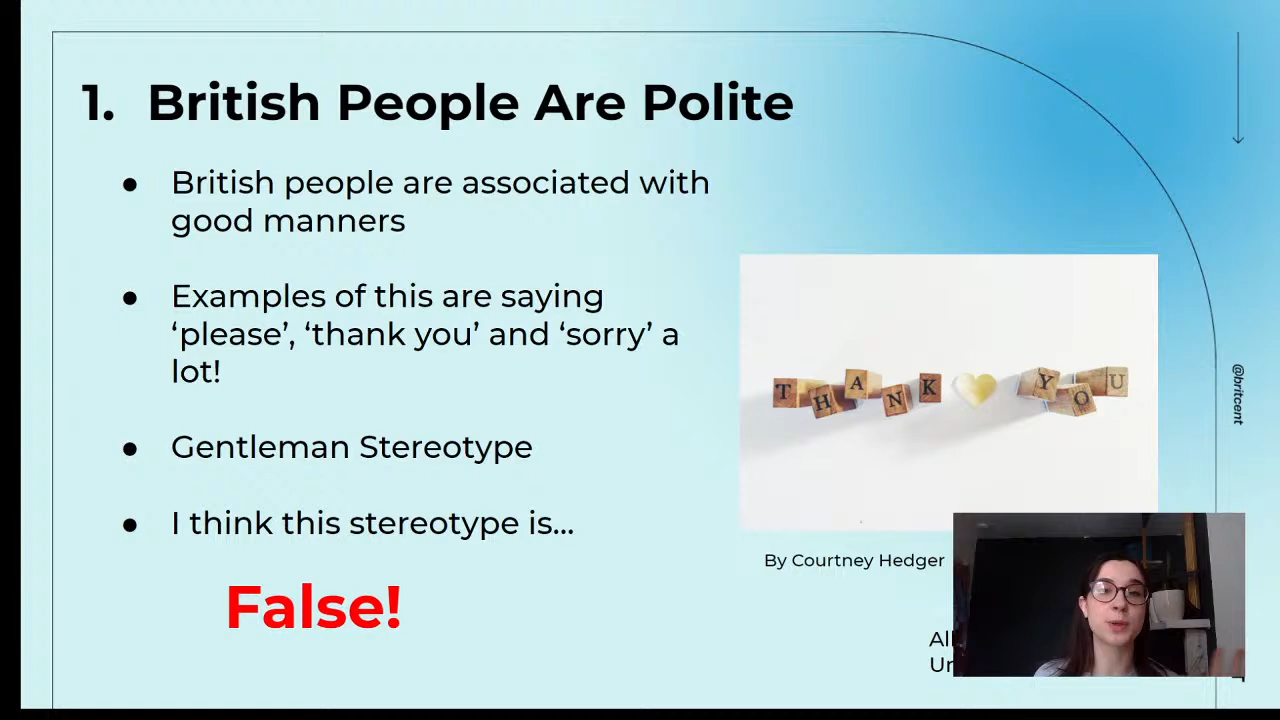 1. British People Are Polite
● British people are associated with
good manners
● Examples of this are saying
‘please’, ‘thank you’ and ‘sorry’ a
lot!
● Gentleman Stereotype
● I think this stereotype is...
False!
THANK YOU
By Courtney Hedger
@britcent